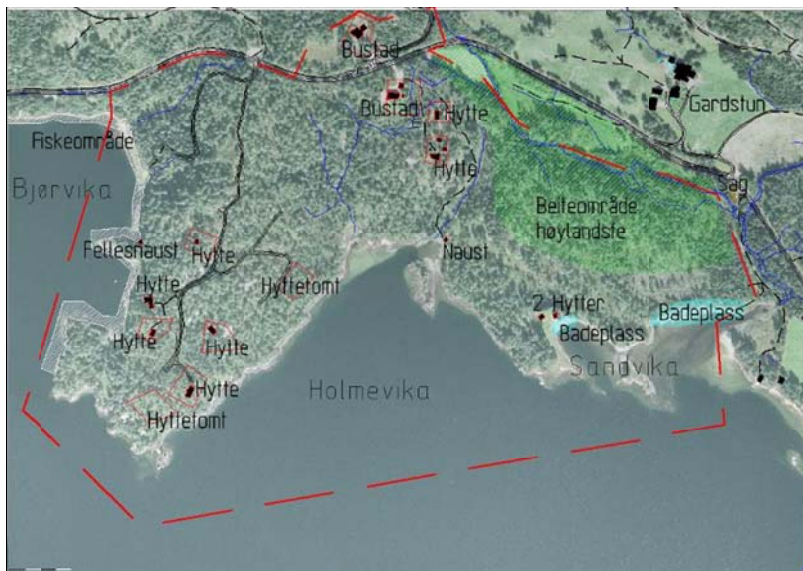 Bustad
Bustad
Hytte
Gardstun
Fiskeområde
Hytte
Bjørvika
Sag
Beiteområde
høylandsfe
Fellesnaust
Hytte
Naust
Hytte
Hyttetomt
2 Hytter
Badeplass
Badeplass
Hytte
Hytte
Sandvika
Hytte
Holmevika
Hyttetomt